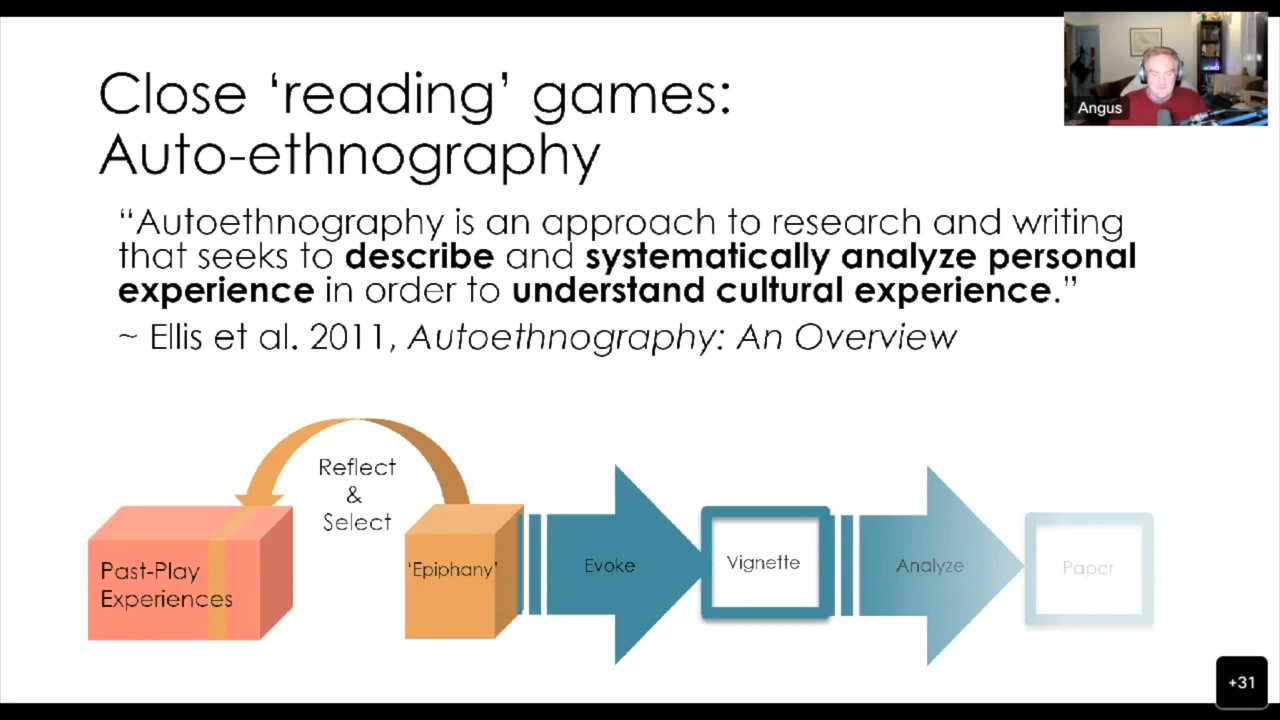 Close ‘reading’ games:
Auto-ethnography
Angus
“Autoethnography is an approach to research and writing
that seeks to describe and systematically analyze personal
experience in order to understand cultural experience.”
~ Ellis et al. 2011, Autoethnography: An Overview
Reflect
&
Select
Past-Play
Experiences
‘Epiphany’
Evoke
Vignette
Analyze
Paper
+31